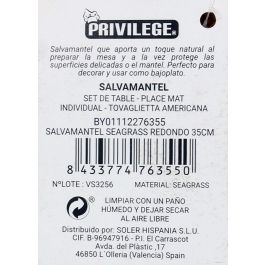 PRIVILEGE®
Salvamantel que aporta un toque natural al
preparar la mesa y a la vez protege las
superficies delicadas o el mantel. Perfecto para
decorar y usar como bajoplato.
SALVAMANTEL
SET DE TABLE - PLACE MAT
INDIVIDUAL - TOVAGLIETTA AMERICANA
BY01112276355
SALVAMANTEL SEAGRASS REDONDO 35CM
8 433774 763550
NºLOTE : VS3256 MATERIAL: SEAGRASS
LIMPIAR CON UN PAÑO
HÚMEDO Y DEJAR SECAR
AL AIRE LIBRE
Distribuido por: SOLER HISPANIA S.L.U.
CIF. B-96947916 - P.I. El Carrascot
Avda. del Plàstic ,17
46850 L´Olleria (Valencia) Spain